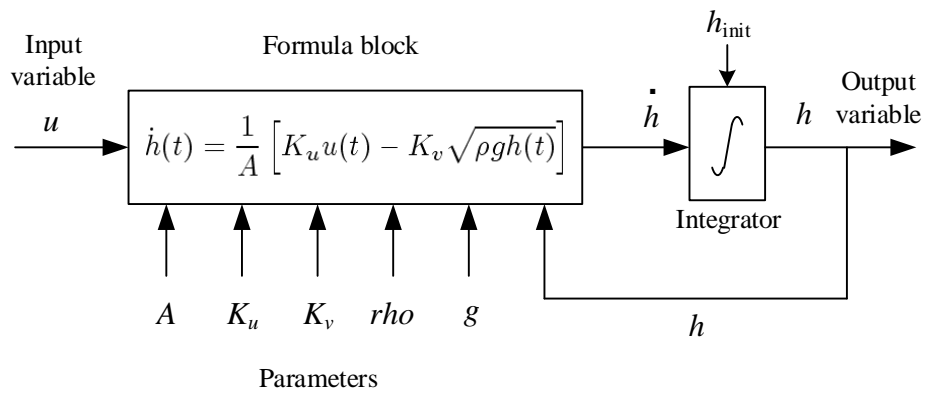 Input
variable
u
Formula block
ḣ(t) = 1/A [K_u u(t) − K_v √ρgh(t)]
ḣ
h_init
∫
Integrator
h
Output
variable
A
K_u
K_v
rho
g
h
Parameters